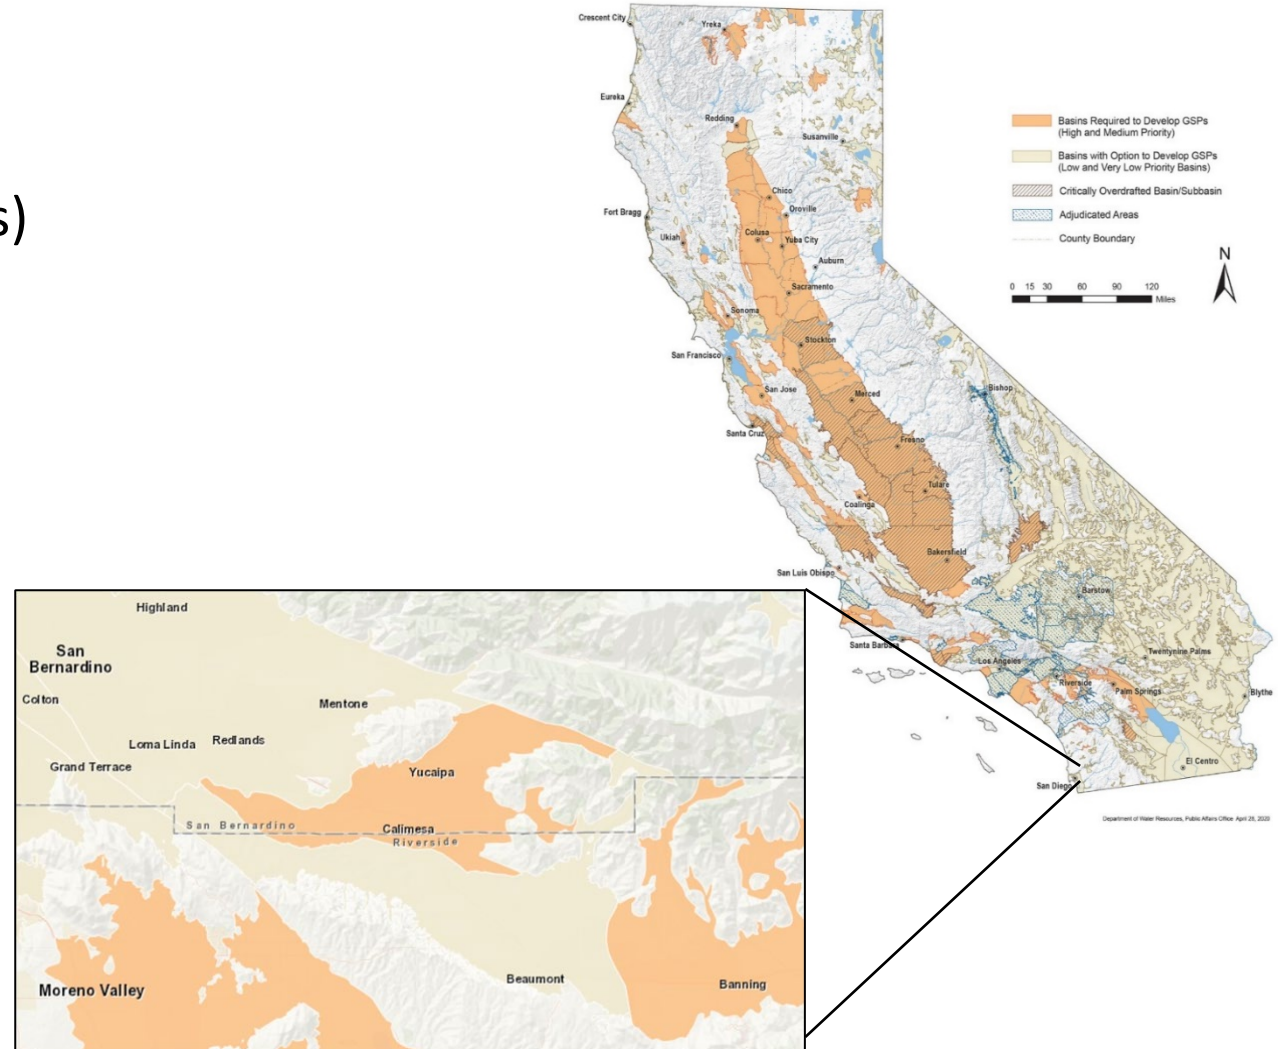 s)
Crescent City
Yreka
Eureka
Redding
Susanville
Chico
Oroville
Fort Bragg
Ukiah
Colusa
Yuba City
Auburn
Sacramento
Sonoma
Stockton
San Francisco
San Jose
Merced
Bishop
Santa Cruz
Fresno
Tulare
Coalinga
Bakersfield
San Luis Obispo
Barstow
Santa Barbara
Los Angeles
Twentynine Palms
Riverside
Palm Springs
Blythe
El Centro
San Diego
Basins Required to Develop GSPs
(High and Medium Priority)
Basins with Option to Develop GSPs
(Low and Very Low Priority Basins)
Critically Overdrafted Basin/Subbasin
Adjudicated Areas
County Boundary
N
0 15 30 60 90 120
Miles
Department of Water Resources, Public Affairs Office April 28, 2020
Highland
San
Bernardino
Colton
Mentone
Loma Linda
Redlands
Grand Terrace
Yucaipa
San Bernardino
Calimesa
Riverside
Moreno Valley
Beaumont
Banning